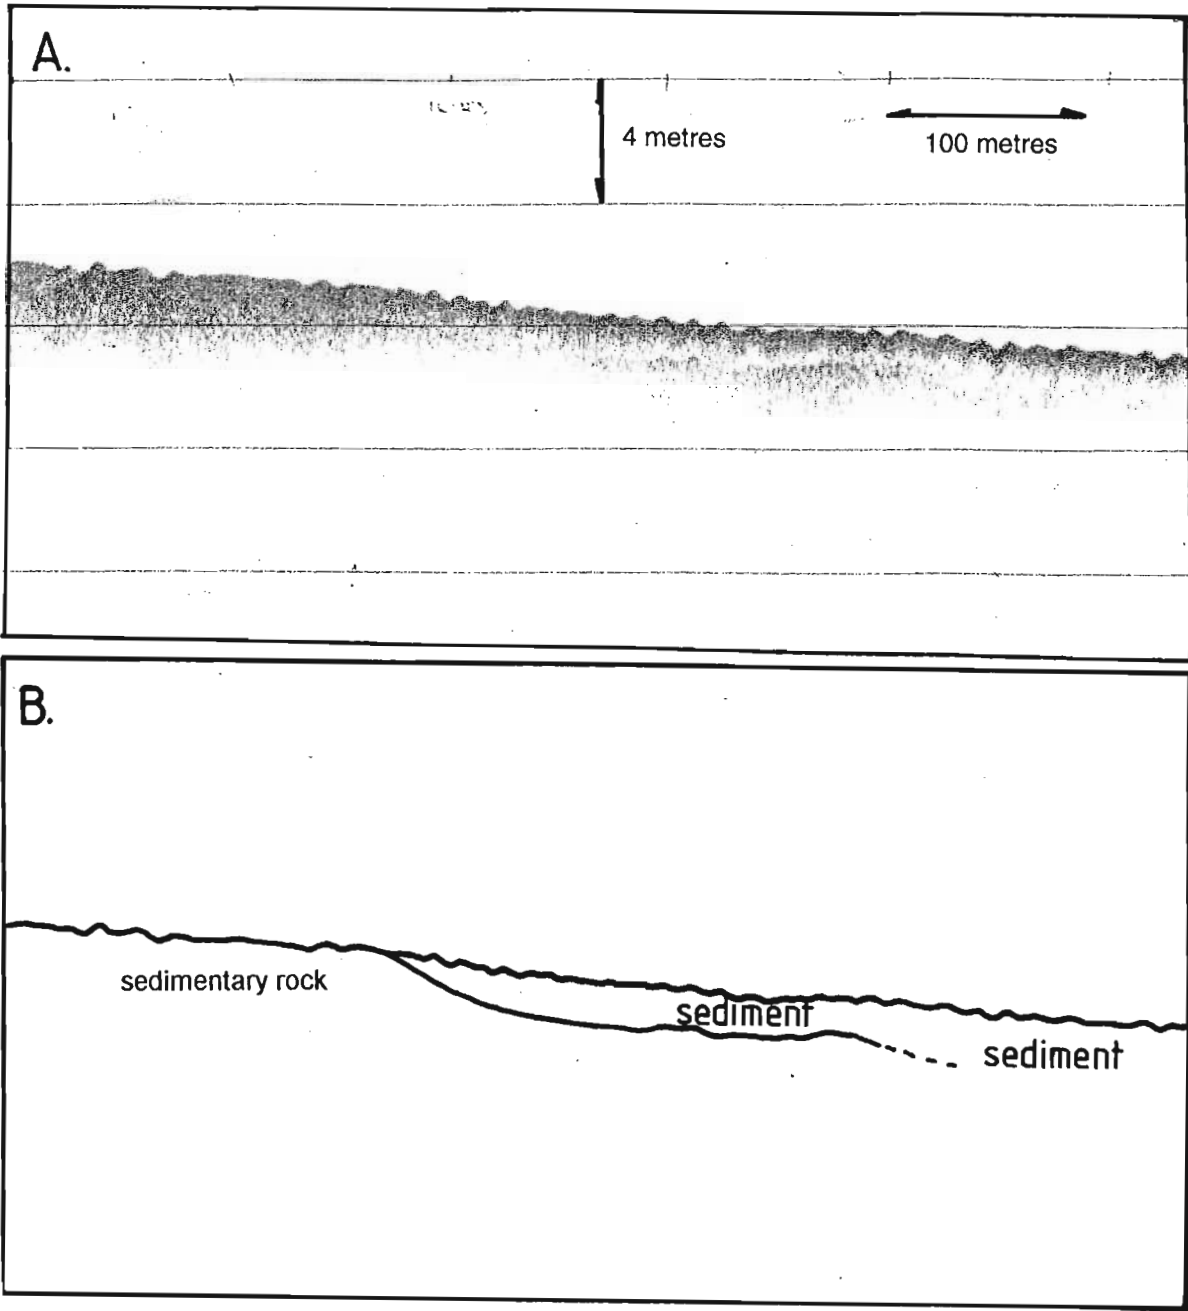 A.
4 metres
100 metres
B.
sedimentary rock
sediment
sediment